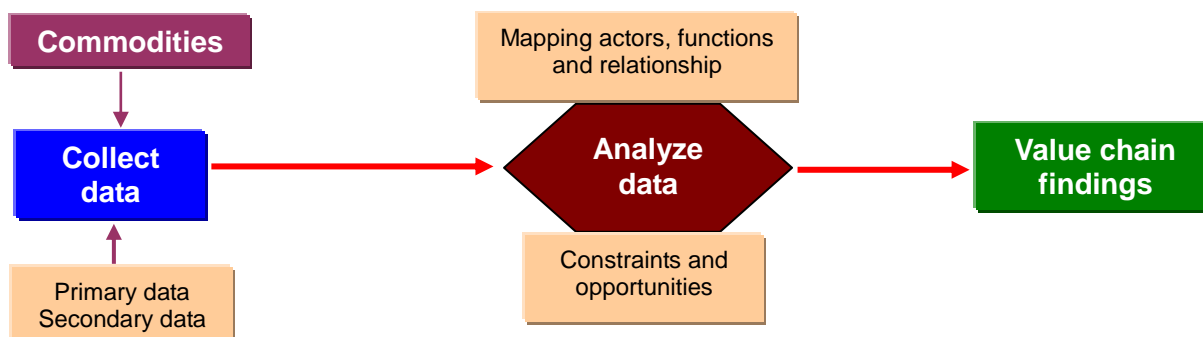 Commodities
Collect
data
Primary data
Secondary data
Mapping actors, functions
and relationship
Analyze
data
Constraints and
opportunities
Value chain
findings